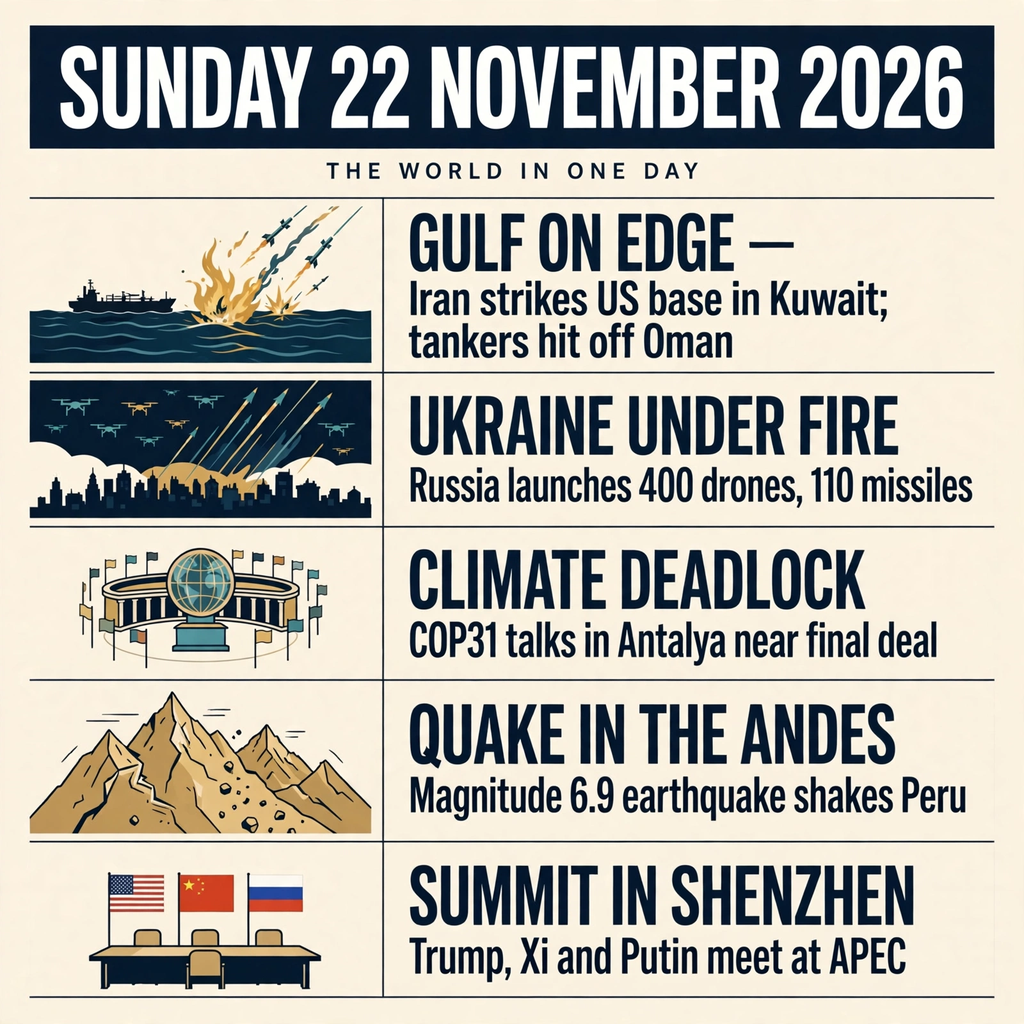 SUNDAY 22 NOVEMBER 2026
THE WORLD IN ONE DAY
GULF ON EDGE —
Iran strikes US base in Kuwait;
tankers hit off Oman
UKRAINE UNDER FIRE
Russia launches 400 drones, 110 missiles
CLIMATE DEADLOCK
COP31 talks in Antalya near final deal
QUAKE IN THE ANDES
Magnitude 6.9 earthquake shakes Peru
SUMMIT IN SHENZHEN
Trump, Xi and Putin meet at APEC